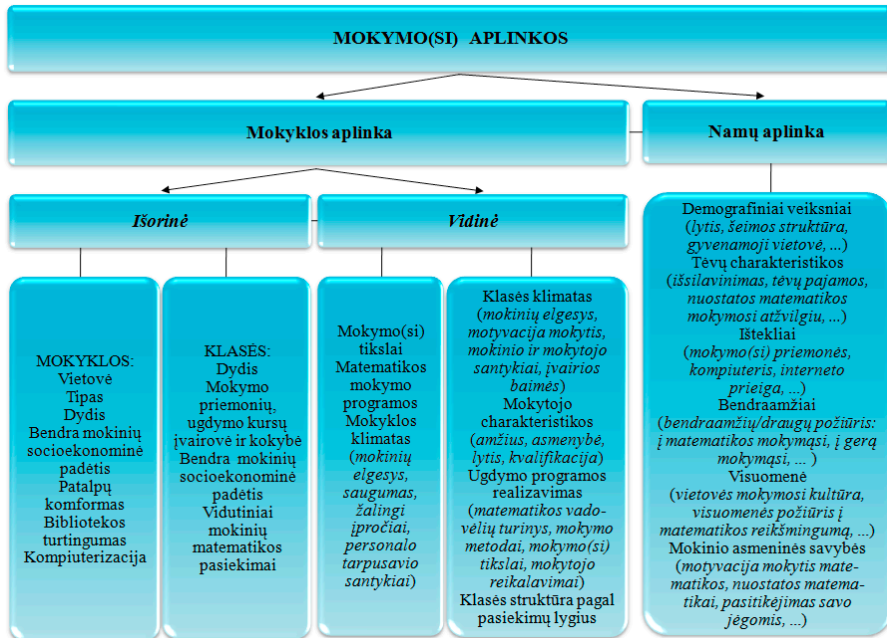 MOKYMO(SI) APLINKOS
Mokyklos aplinka
Namų aplinka
Išorinė
Vidinė
MOKYKLOS:
Vietovė
Tipas
Dydis
Bendra mokinių
socioekonominė
padėtis
Patalpų
komformas
Bibliotekos
turtingumas
Kompiuterizacija
KLASĖS:
Dydis
Mokymo
priemonių,
ugdymo kursų
įvairovė ir kokybė
Bendra mokinių
socioekonominė
padėtis
Vidutiniai
mokinių
matematikos
pasiekimai
Mokymo(si)
tikslai
Matematikos
mokymo
programos
Mokyklos
klimatas
(mokinių
elgesys,
saugumas,
žalingi
įpročiai,
personalo
tarpusavio
santykiai)
Klasės klimatas
(mokinių elgesys,
motyvacija mokytis,
mokinio ir mokytojo
santykiai, įvairios
baimės)
Mokytojo
charakteristikos
(amžius, asmenybė,
lytis, kvalifikacija)
Ugdymo programos
realizavimas
(matematikos vado-
vėlių turinys, mokymo
metodai, mokymo(si)
tikslai, mokytojo
reikalavimai)
Klasės struktūra pagal
pasiekimų lygius
Demografiniai veiksniai
(lytis, šeimos struktūra,
gyvenamoji vietovė, ...)
Tėvų charakteristikos
(išsilavinimas, tėvų pajamos,
nuostatos matematikos
mokymosi atžvilgiu, ...)
Ištekliai
(mokymo(si) priemonės,
kompiuteris, interneto
prieiga, ...)
Bendraamžiai
(bendraamžių/draugų požiūris:
į matematikos mokymąsi, į gerą
mokymąsi, ... )
Visuomenė
(vietovės mokymosi kultūra,
visuomenės požiūris į
matematikos reikšmingumą, ...)
Mokinio asmeninės savybės
(motyvacija mokytis mate-
matikos, nuostatos matema-
tikai, pasitikėjimas savo
jėgomis, ...)